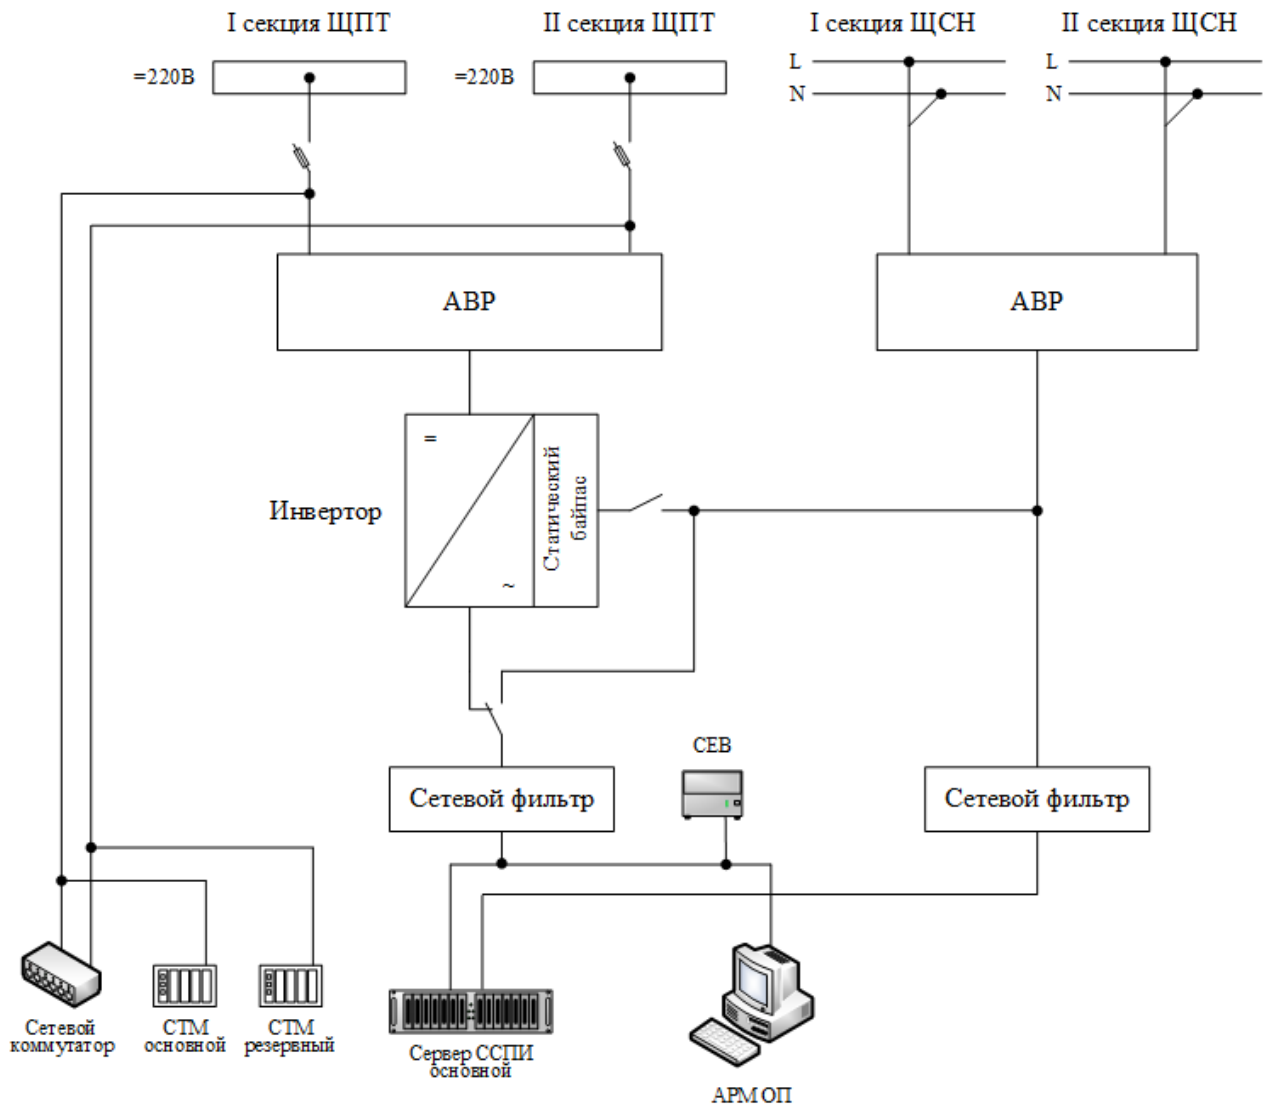 I секция ЩПТ
II секция ЩПТ
I секция ЩСН
II секция ЩСН
=220В
=220В
L
N
L
N
АВР
АВР
Инвертор
=
~
Статический
байпас
СЕВ
Сетевой фильтр
Сетевой фильтр
Сетевой
коммутатор
СТМ
основной
СТМ
резервный
Сервер ССПИ
основной
АРМ ОП